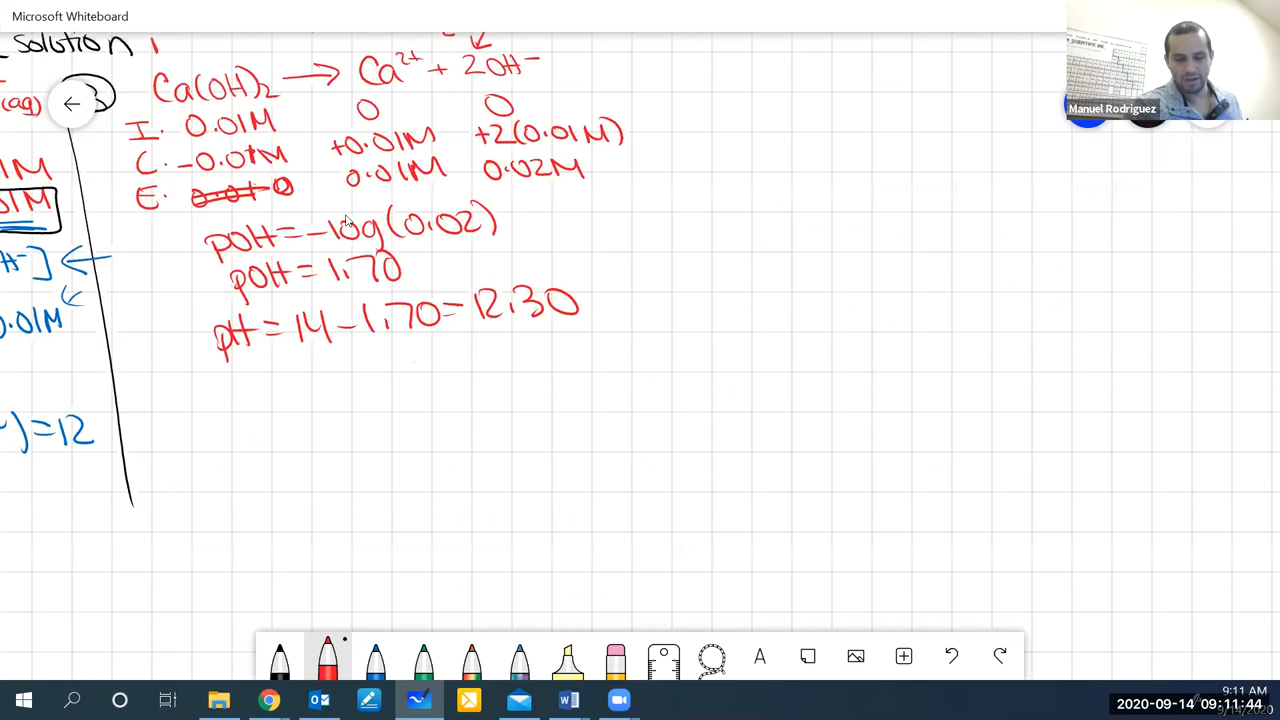 Microsoft Whiteboard
solution
(aq)
Ca(OH)₂ → Ca²⁺ + 2OH⁻
I: 0.01M 0 0
C: -0.01M +0.01M +2(0.01M)
E: 0.01 0 0.01M 0.02M
pOH = -log(0.02)
pOH = 1.70
pH = 14 - 1.70 = 12.30
0.01M
) = 12
Manuel Rodriguez
A
9:11 AM
2020-09-14 09:11:44